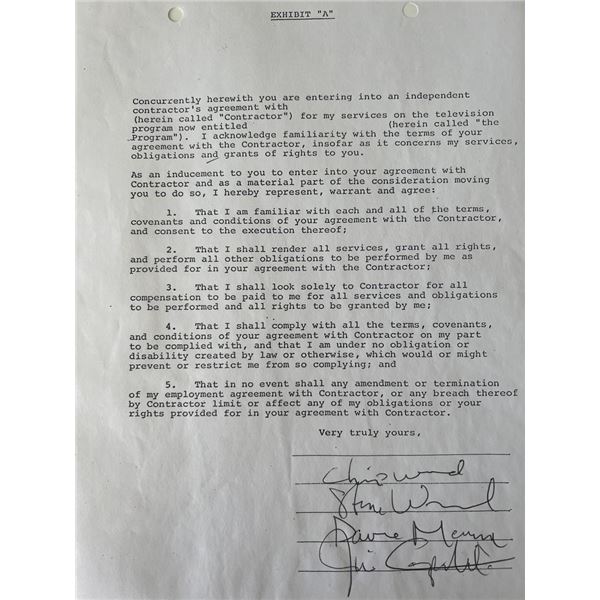 EXHIBIT "A"
Concurrently herewith you are entering into an independent
contractor's agreement with
(herein called "Contractor") for my services on the television
program now entitled (herein called "the
Program"). I acknowledge familiarity with the terms of your
agreement with the Contractor, insofar as it concerns my services,
obligations and grants of rights to you.
As an inducement to you to enter into your agreement with
Contractor and as a material part of the consideration moving
you to do so, I hereby represent, warrant and agree:
1. That I am familiar with each and all of the terms,
covenants and conditions of your agreement with the Contractor,
and consent to the execution thereof;
2. That I shall render all services, grant all rights,
and perform all other obligations to be performed by me as
provided for in your agreement with the Contractor;
3. That I shall look solely to Contractor for all
compensation to be paid to me for all services and obligations
to be performed and all rights to be granted by me;
4. That I shall comply with all the terms, covenants,
and conditions of your agreement with Contractor on my part
to be complied with, and that I am under no obligation or
disability created by law or otherwise, which would or might
prevent or restrict me from so complying; and
5. That in no event shall any amendment or termination
of my employment agreement with Contractor, or any breach thereof
by Contractor limit or affect any of my obligations or your
rights provided for in your agreement with Contractor.
Very truly yours,
Steve Wood
Jim